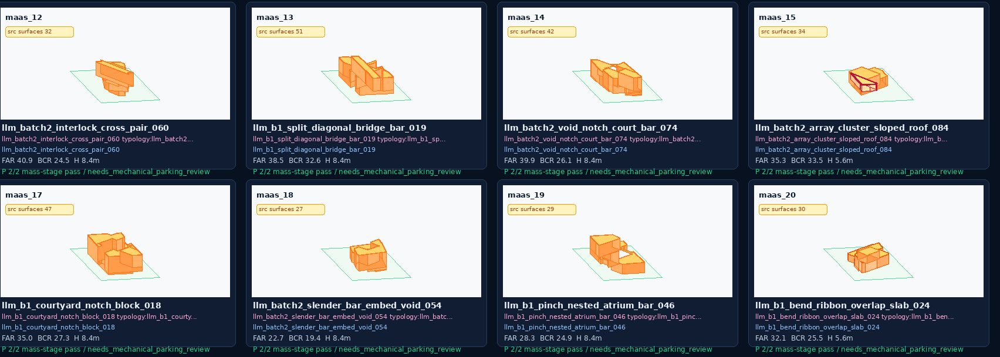 maas_12
src surfaces 32
llm_batch2_interlock_cross_pair_060
llm_batch2_interlock_cross_pair_060 typology:llm_batch2...
llm_batch2_interlock_cross_pair_060
FAR 40.9 BCR 24.5 H 8.4m
P 2/2 mass-stage pass / needs_mechanical_parking_review
maas_13
src surfaces 51
llm_b1_split_diagonal_bridge_bar_019
llm_b1_split_diagonal_bridge_bar_019 typology:llm_b1_sp...
llm_b1_split_diagonal_bridge_bar_019
FAR 38.5 BCR 32.6 H 8.4m
P 2/2 mass-stage pass / needs_mechanical_parking_review
maas_14
src surfaces 42
llm_batch2_void_notch_court_bar_074
llm_batch2_void_notch_court_bar_074 typology:llm_batch2...
llm_batch2_void_notch_court_bar_074
FAR 39.9 BCR 26.1 H 8.4m
P 2/2 mass-stage pass / needs_mechanical_parking_review
maas_15
src surfaces 34
llm_batch2_array_cluster_sloped_roof_084
llm_batch2_array_cluster_sloped_roof_084 typology:llm_b...
llm_batch2_array_cluster_sloped_roof_084
FAR 35.3 BCR 33.5 H 5.6m
P 2/2 mass-stage pass / needs_mechanical_parking_review
maas_17
src surfaces 47
llm_b1_courtyard_notch_block_018
llm_b1_courtyard_notch_block_018 typology:llm_b1_courty...
llm_b1_courtyard_notch_block_018
FAR 35.0 BCR 27.3 H 8.4m
P 2/2 mass-stage pass / needs_mechanical_parking_review
maas_18
src surfaces 27
llm_batch2_slender_bar_embed_void_054
llm_batch2_slender_bar_embed_void_054 typology:llm_batc...
llm_batch2_slender_bar_embed_void_054
FAR 22.7 BCR 19.4 H 8.4m
P 2/2 mass-stage pass / needs_mechanical_parking_review
maas_19
src surfaces 29
llm_b1_pinch_nested_atrium_bar_046
llm_b1_pinch_nested_atrium_bar_046 typology:llm_b1_pinc...
llm_b1_pinch_nested_atrium_bar_046
FAR 28.3 BCR 24.9 H 8.4m
P 2/2 mass-stage pass / needs_mechanical_parking_review
maas_20
src surfaces 30
llm_b1_bend_ribbon_overlap_slab_024
llm_b1_bend_ribbon_overlap_slab_024 typology:llm_b1_ben...
llm_b1_bend_ribbon_overlap_slab_024
FAR 32.1 BCR 25.5 H 5.6m
P 2/2 mass-stage pass / needs_mechanical_parking_review